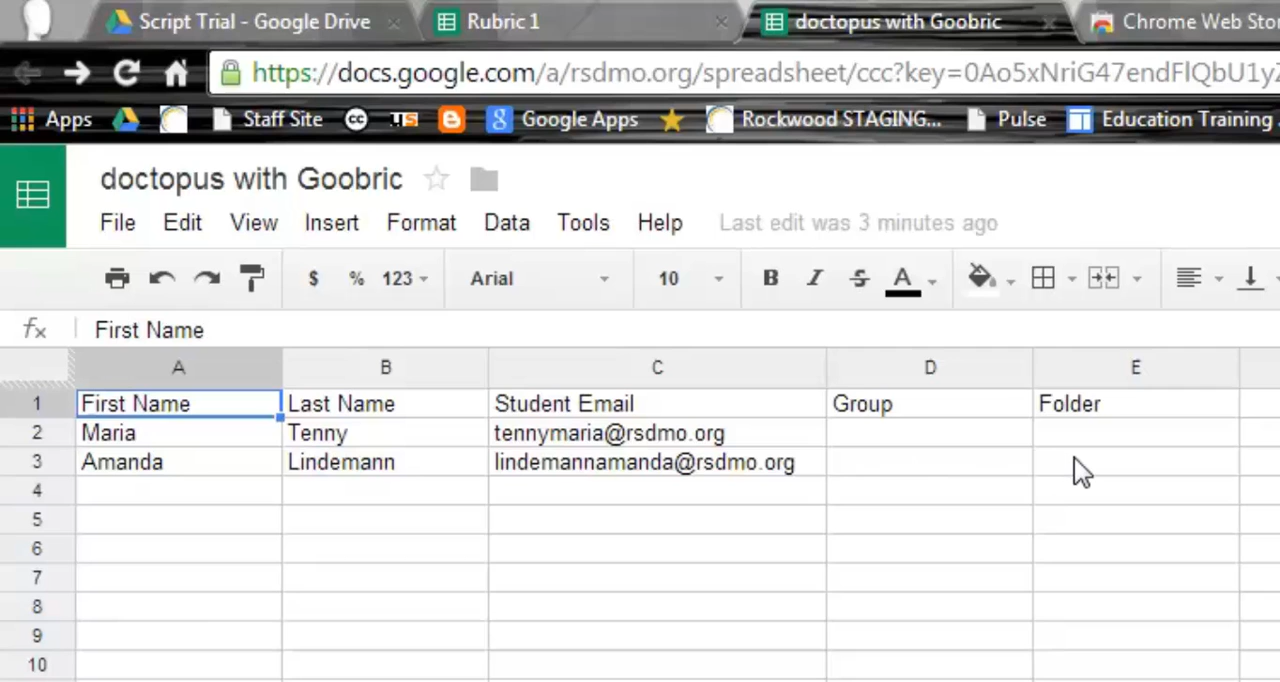 Script Trial - Google Drive Rubric 1 doctopus with Goobric Chrome Web Sto
https://docs.google.com/a/rsdmo.org/spreadsheet/ccc?key=0Ao5xNriG47endFlQbU1y
Apps Staff Site cc Google Apps Rockwood STAGING... Pulse Education Training
doctopus with Goobric
File Edit View Insert Format Data Tools Help Last edit was 3 minutes ago
$ % 123 Arial 10 B I S A
fx First Name
A B C D E
1 First Name Last Name Student Email Group Folder
2 Maria Tenny tennymaria@rsdmo.org
3 Amanda Lindemann lindemannamanda@rsdmo.org
4
5
6
7
8
9
10